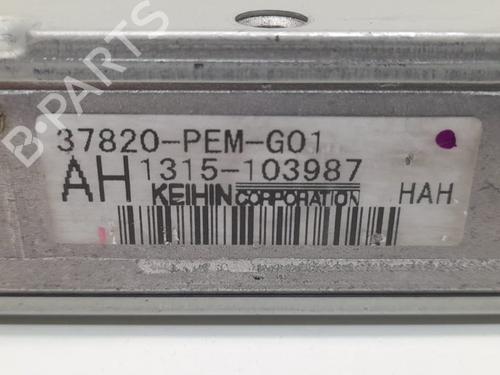 37820-PEM-G01
AH 1315-103987
KEIHIN CORPORATION HAH
B-Parts